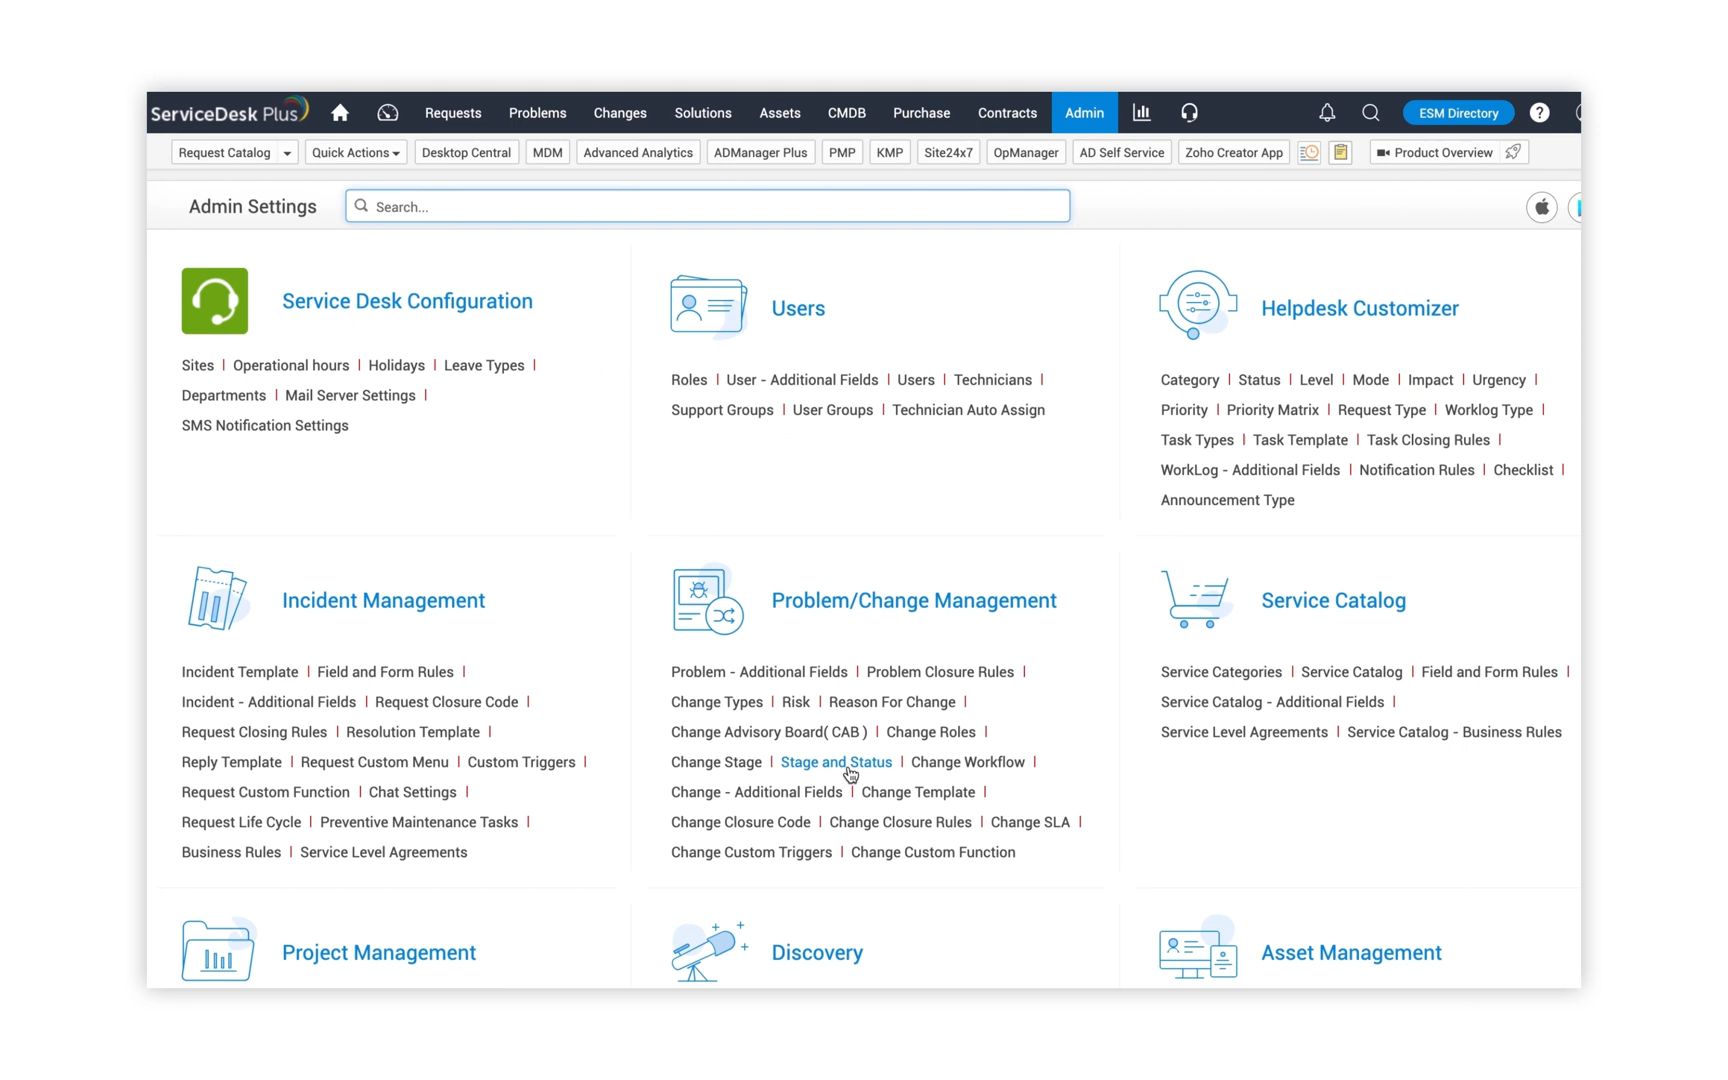 ServiceDesk Plus Requests Problems Changes Solutions Assets CMDB Purchase Contracts Admin ESM Directory ?
Request Catalog Quick Actions Desktop Central MDM Advanced Analytics ADManager Plus PMP KMP Site24x7 OpManager AD Self Service Zoho Creator App Product Overview
Admin Settings Search...
Service Desk Configuration
Sites | Operational hours | Holidays | Leave Types |
Departments | Mail Server Settings |
SMS Notification Settings
Users
Roles | User - Additional Fields | Users | Technicians |
Support Groups | User Groups | Technician Auto Assign
Helpdesk Customizer
Category | Status | Level | Mode | Impact | Urgency |
Priority | Priority Matrix | Request Type | Worklog Type |
Task Types | Task Template | Task Closing Rules |
WorkLog - Additional Fields | Notification Rules | Checklist |
Announcement Type
Incident Management
Incident Template | Field and Form Rules |
Incident - Additional Fields | Request Closure Code |
Request Closing Rules | Resolution Template |
Reply Template | Request Custom Menu | Custom Triggers |
Request Custom Function | Chat Settings |
Request Life Cycle | Preventive Maintenance Tasks |
Business Rules | Service Level Agreements
Problem/Change Management
Problem - Additional Fields | Problem Closure Rules |
Change Types | Risk | Reason For Change |
Change Advisory Board( CAB ) | Change Roles |
Change Stage | Stage and Status | Change Workflow |
Change - Additional Fields | Change Template |
Change Closure Code | Change Closure Rules | Change SLA |
Change Custom Triggers | Change Custom Function
Service Catalog
Service Categories | Service Catalog | Field and Form Rules |
Service Catalog - Additional Fields |
Service Level Agreements | Service Catalog - Business Rules
Project Management
Discovery
Asset Management